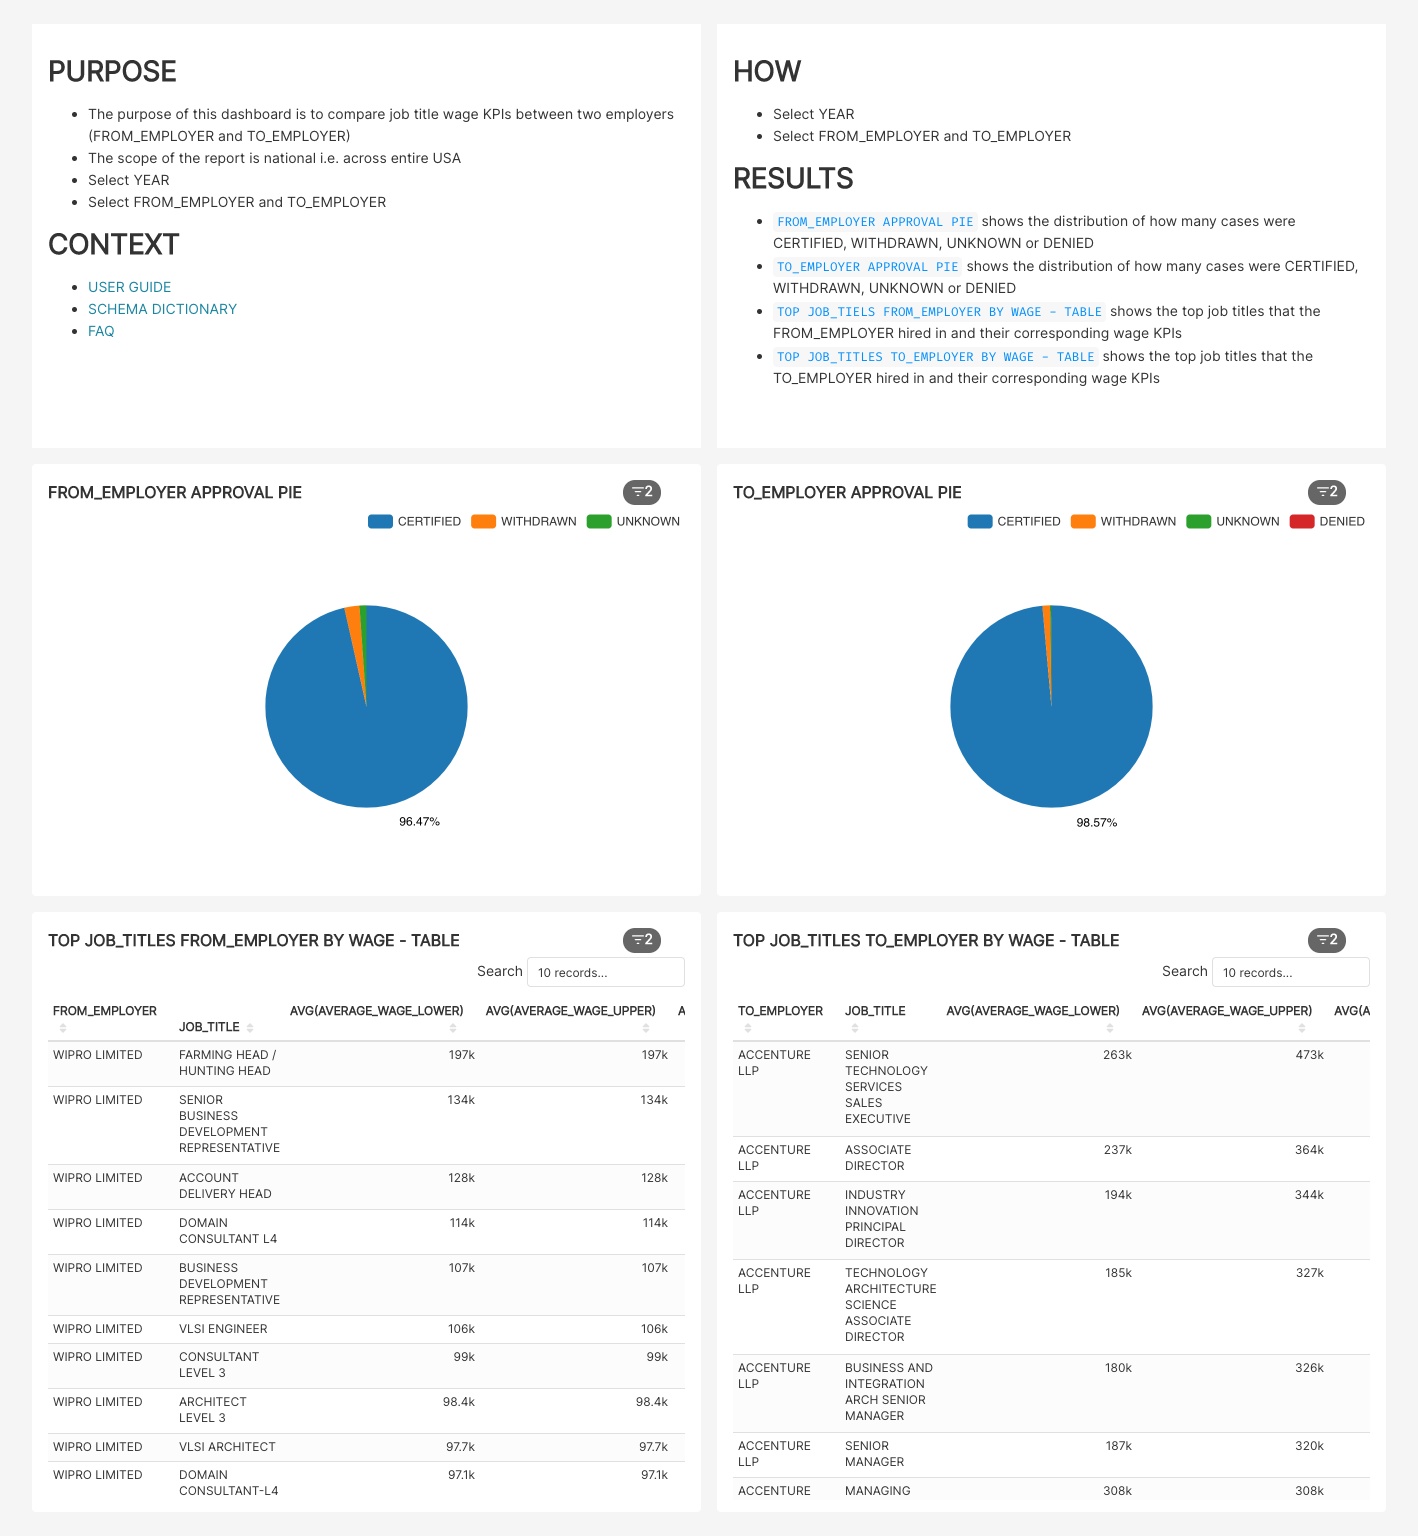 PURPOSE
The purpose of this dashboard is to compare job title wage KPIs between two employers
(FROM_EMPLOYER and TO_EMPLOYER)
The scope of the report is national i.e. across entire USA
Select YEAR
Select FROM_EMPLOYER and TO_EMPLOYER
CONTEXT
USER GUIDE
SCHEMA DICTIONARY
FAQ
HOW
Select YEAR
Select FROM_EMPLOYER and TO_EMPLOYER
RESULTS
FROM_EMPLOYER APPROVAL PIE shows the distribution of how many cases were
CERTIFIED, WITHDRAWN, UNKNOWN or DENIED
TO_EMPLOYER APPROVAL PIE shows the distribution of how many cases were CERTIFIED,
WITHDRAWN, UNKNOWN or DENIED
TOP JOB_TIELS FROM_EMPLOYER BY WAGE - TABLE shows the top job titles that the
FROM_EMPLOYER hired in and their corresponding wage KPIs
TOP JOB_TITLES TO_EMPLOYER BY WAGE - TABLE shows the top job titles that the
TO_EMPLOYER hired in and their corresponding wage KPIs
FROM_EMPLOYER APPROVAL PIE 2
CERTIFIED WITHDRAWN UNKNOWN
96.47%
TO_EMPLOYER APPROVAL PIE 2
CERTIFIED WITHDRAWN UNKNOWN DENIED
98.57%
TOP JOB_TITLES FROM_EMPLOYER BY WAGE - TABLE 2
Search 10 records...
FROM_EMPLOYER JOB_TITLE AVG(AVERAGE_WAGE_LOWER) AVG(AVERAGE_WAGE_UPPER) A
WIPRO LIMITED FARMING HEAD / 197k 197k
HUNTING HEAD
WIPRO LIMITED SENIOR 134k 134k
BUSINESS
DEVELOPMENT
REPRESENTATIVE
WIPRO LIMITED ACCOUNT 128k 128k
DELIVERY HEAD
WIPRO LIMITED DOMAIN 114k 114k
CONSULTANT L4
WIPRO LIMITED BUSINESS 107k 107k
DEVELOPMENT
REPRESENTATIVE
WIPRO LIMITED VLSI ENGINEER 106k 106k
WIPRO LIMITED CONSULTANT 99k 99k
LEVEL 3
WIPRO LIMITED ARCHITECT 98.4k 98.4k
LEVEL 3
WIPRO LIMITED VLSI ARCHITECT 97.7k 97.7k
WIPRO LIMITED DOMAIN 97.1k 97.1k
CONSULTANT-L4
TOP JOB_TITLES TO_EMPLOYER BY WAGE - TABLE 2
Search 10 records...
TO_EMPLOYER JOB_TITLE AVG(AVERAGE_WAGE_LOWER) AVG(AVERAGE_WAGE_UPPER) AVG(A
ACCENTURE SENIOR 263k 473k
LLP TECHNOLOGY
SERVICES
SALES
EXECUTIVE
ACCENTURE ASSOCIATE 237k 364k
LLP DIRECTOR
ACCENTURE INDUSTRY 194k 344k
LLP INNOVATION
PRINCIPAL
DIRECTOR
ACCENTURE TECHNOLOGY 185k 327k
LLP ARCHITECTURE
SCIENCE
ASSOCIATE
DIRECTOR
ACCENTURE BUSINESS AND 180k 326k
LLP INTEGRATION
ARCH SENIOR
MANAGER
ACCENTURE SENIOR 187k 320k
LLP MANAGER
ACCENTURE MANAGING 308k 308k